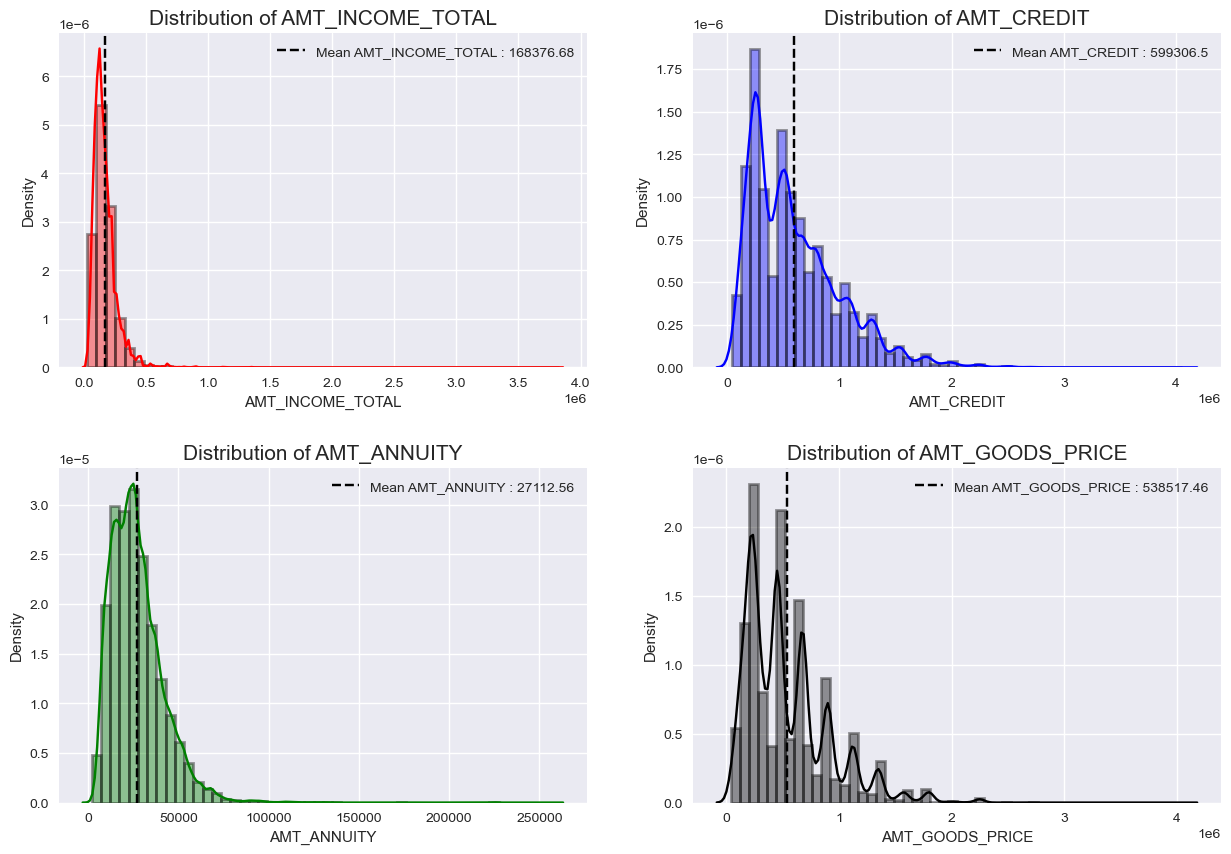 Distribution of AMT_INCOME_TOTAL
1e−6
Mean AMT_INCOME_TOTAL : 168376.68
6
5
4
3
2
1
0
Density
0.0 0.5 1.0 1.5 2.0 2.5 3.0 3.5 4.0
1e6
AMT_INCOME_TOTAL
Distribution of AMT_CREDIT
1e−6
Mean AMT_CREDIT : 599306.5
1.75
1.50
1.25
1.00
0.75
0.50
0.25
0.00
Density
0 1 2 3 4
1e6
AMT_CREDIT
Distribution of AMT_ANNUITY
1e−5
Mean AMT_ANNUITY : 27112.56
3.0
2.5
2.0
1.5
1.0
0.5
0.0
Density
0 50000 100000 150000 200000 250000
AMT_ANNUITY
Distribution of AMT_GOODS_PRICE
1e−6
Mean AMT_GOODS_PRICE : 538517.46
2.0
1.5
1.0
0.5
0.0
Density
0 1 2 3 4
1e6
AMT_GOODS_PRICE